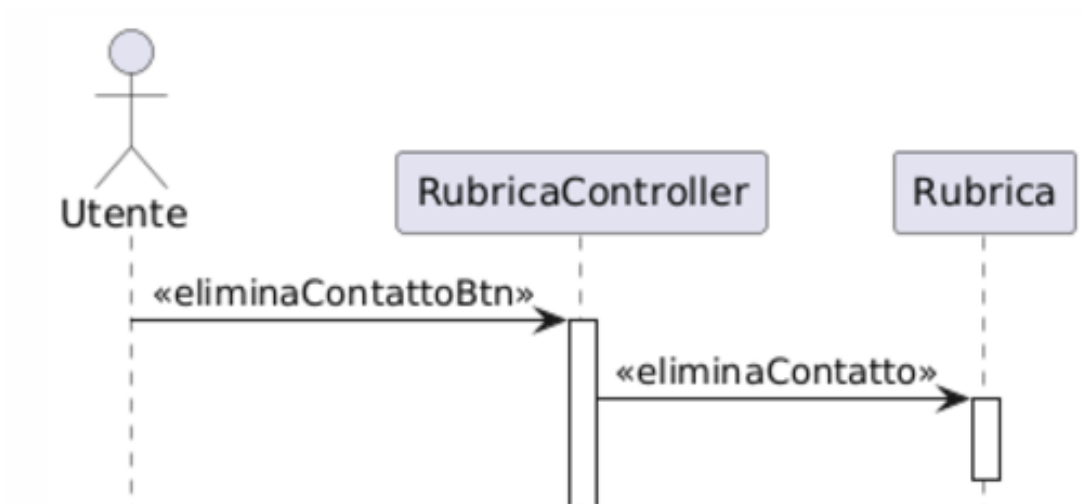 Utente
RubricaController
Rubrica
«eliminaContattoBtn»
«eliminaContatto»